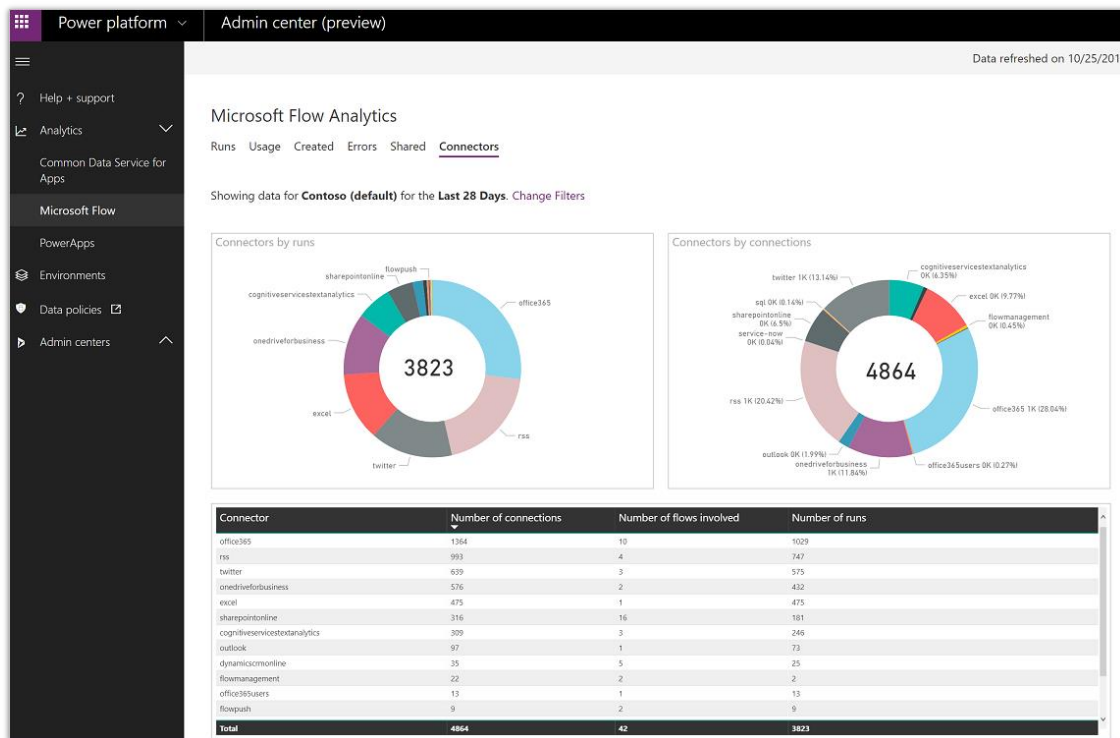 Power platform
Admin center (preview)
Data refreshed on 10/25/201
Help + support
Analytics
Common Data Service for
Apps
Microsoft Flow
PowerApps
Environments
Data policies
Admin centers
Microsoft Flow Analytics
Runs Usage Created Errors Shared Connectors
Showing data for Contoso (default) for the Last 28 Days. Change Filters
Connectors by runs
flowpush
sharepointonline
cognitiveservicestextanalytics
office365
onedriveforbusiness
3823
excel
rss
twitter
Connectors by connections
cognitiveservicestextanalytics
0K (6.35%)
twitter 1K (13.14%)
excel 0K (9.77%)
sql 0K (0.14%)
sharepointonline
0K (6.5%)
flowmanagement
0K (0.45%)
service-now
0K (0.04%)
4864
rss 1K (20.42%)
office365 1K (28.04%)
outlook 0K (1.99%)
onedriveforbusiness
1K (11.84%)
office365users 0K (0.27%)
Connector Number of connections Number of flows involved Number of runs
office365 1364 10 1029
rss 993 4 747
twitter 639 3 575
onedriveforbusiness 576 2 432
excel 475 1 475
sharepointonline 316 16 181
cognitiveservicestextanalytics 309 3 246
outlook 97 1 73
dynamicscrmonline 35 5 25
flowmanagement 22 2 2
office365users 13 1 13
flowpush 9 2 9
Total 4864 42 3823